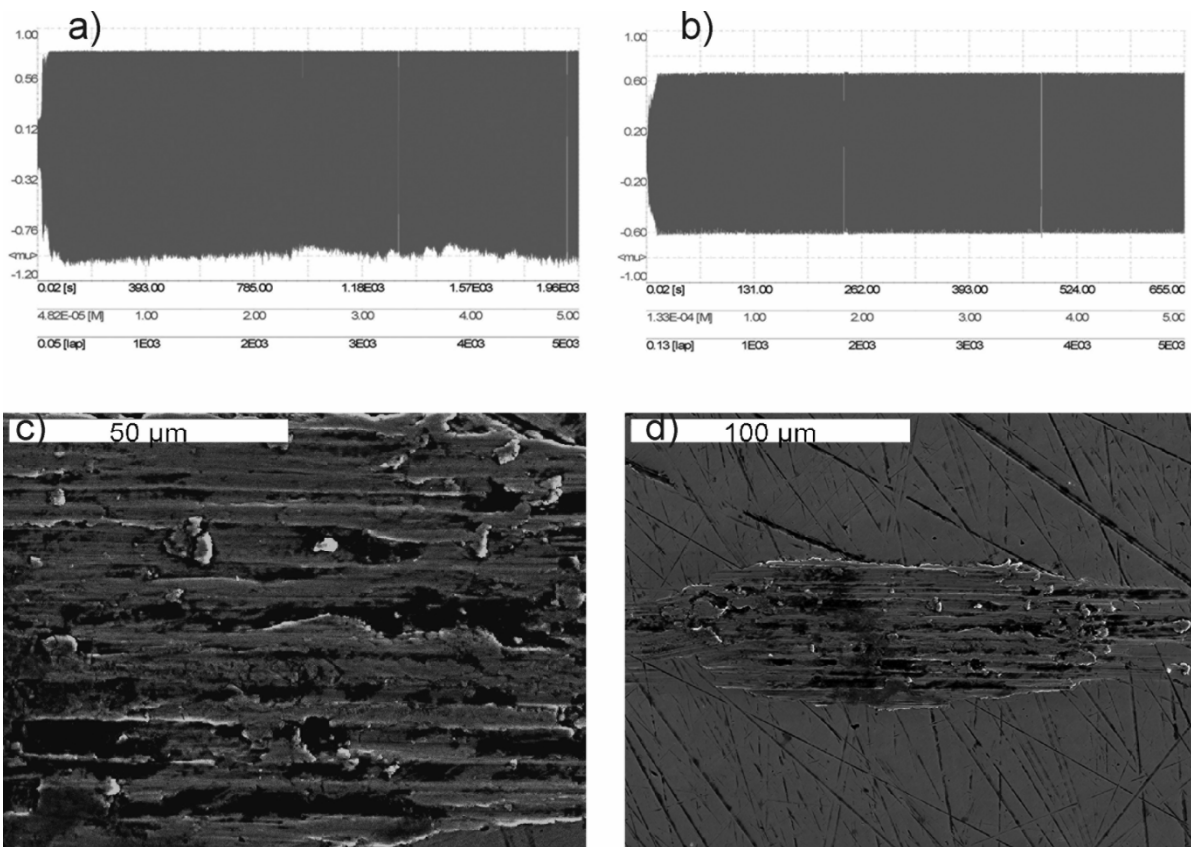 a)
1.00
0.56
0.12
-0.32
-0.76
<mu>
-1.20
0.02 [s] 393.00 785.00 1.18E03 1.57E03 1.96E03
4.82E-05 [M] 1.00 2.00 3.00 4.00 5.00
0.05 [lap] 1E03 2E03 3E03 4E03 5E03
b)
1.00
0.60
0.20
-0.20
-0.60
<mu>
-1.00
0.02 [s] 131.00 262.00 393.00 524.00 655.00
1.33E-04 [M] 1.00 2.00 3.00 4.00 5.00
0.13 [lap] 1E03 2E03 3E03 4E03 5E03
c) 50 µm
d) 100 µm